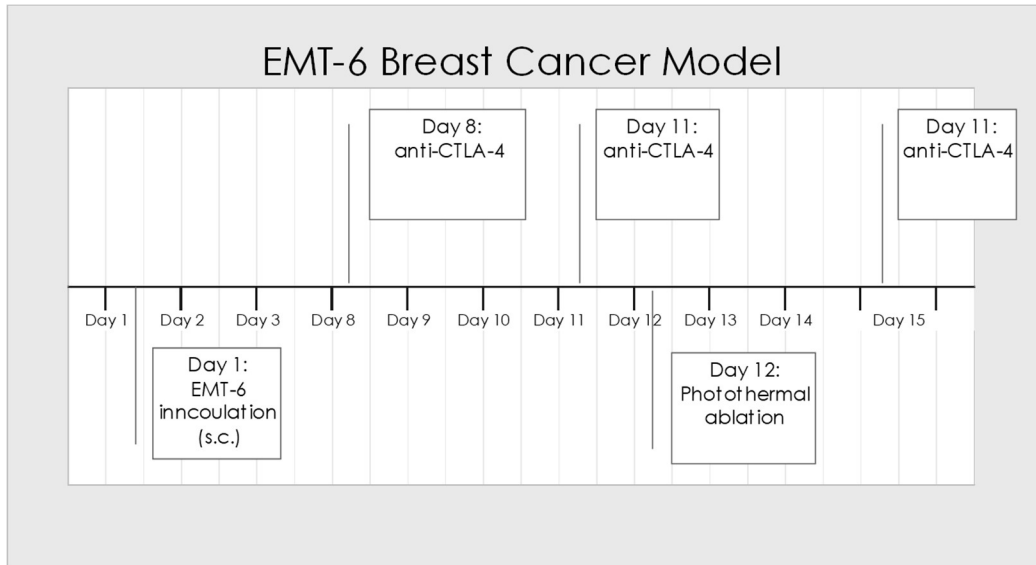 EMT-6 Breast Cancer Model
Day 8:
anti-CTLA-4
Day 11:
anti-CTLA-4
Day 11:
anti-CTLA-4
Day 1
Day 2
Day 3
Day 8
Day 9
Day 10
Day 11
Day 12
Day 13
Day 14
Day 15
Day 1:
EMT-6
inncoulation
(s.c.)
Day 12:
Photothermal
ablation